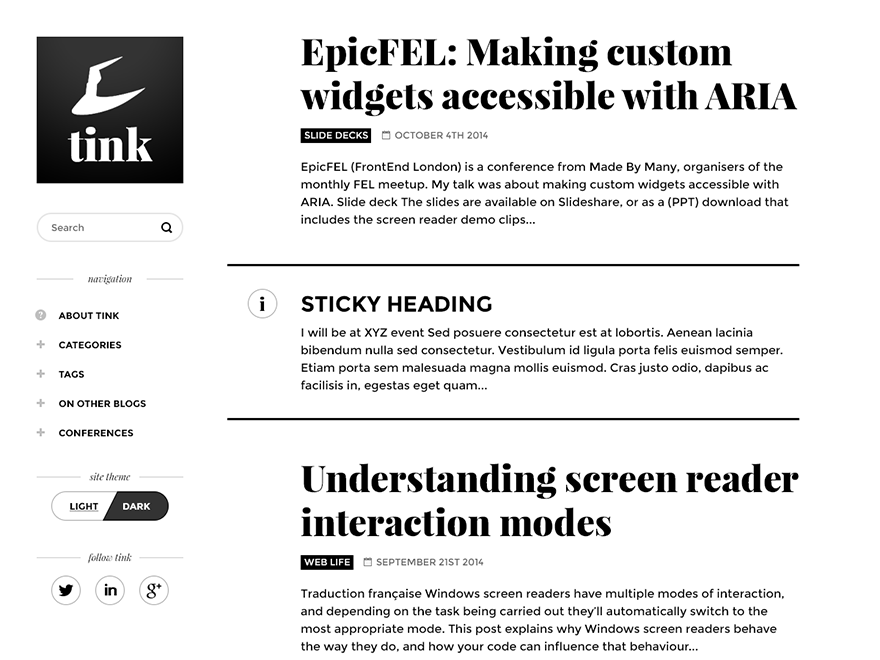 tink
Search
navigation
ABOUT TINK
CATEGORIES
TAGS
ON OTHER BLOGS
CONFERENCES
site theme
LIGHT DARK
follow tink
EpicFEL: Making custom
widgets accessible with ARIA
SLIDE DECKS OCTOBER 4TH 2014
EpicFEL (FrontEnd London) is a conference from Made By Many, organisers of the
monthly FEL meetup. My talk was about making custom widgets accessible with
ARIA. Slide deck The slides are available on Slideshare, or as a (PPT) download that
includes the screen reader demo clips...
STICKY HEADING
I will be at XYZ event Sed posuere consectetur est at lobortis. Aenean lacinia
bibendum nulla sed consectetur. Vestibulum id ligula porta felis euismod semper.
Etiam porta sem malesuada magna mollis euismod. Cras justo odio, dapibus ac
facilisis in, egestas eget quam...
Understanding screen reader
interaction modes
WEB LIFE SEPTEMBER 21ST 2014
Traduction française Windows screen readers have multiple modes of interaction,
and depending on the task being carried out they'll automatically switch to the
most appropriate mode. This post explains why Windows screen readers behave
the way they do, and how your code can influence that behaviour...